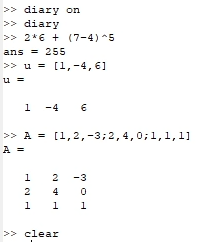 >> diary on
>> diary
>> 2*6 + (7-4)^5
ans = 255
>> u = [1,-4,6]
u =
1 -4 6
>> A = [1,2,-3;2,4,0;1,1,1]
A =
1 2 -3
2 4 0
1 1 1
>> clear